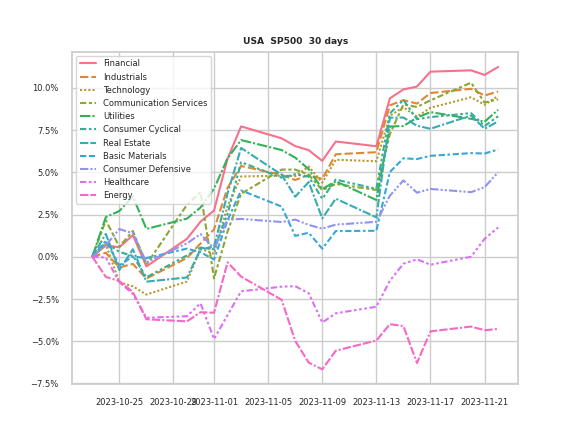 USA  SP500  30 days
Financial
Industrials
Technology
Communication Services
Utilities
Consumer Cyclical
Real Estate
Basic Materials
Consumer Defensive
Healthcare
Energy
10.0%
7.5%
5.0%
2.5%
0.0%
−2.5%
−5.0%
−7.5%
2023-10-25 2023-10-29 2023-11-01 2023-11-05 2023-11-09 2023-11-13 2023-11-17 2023-11-21